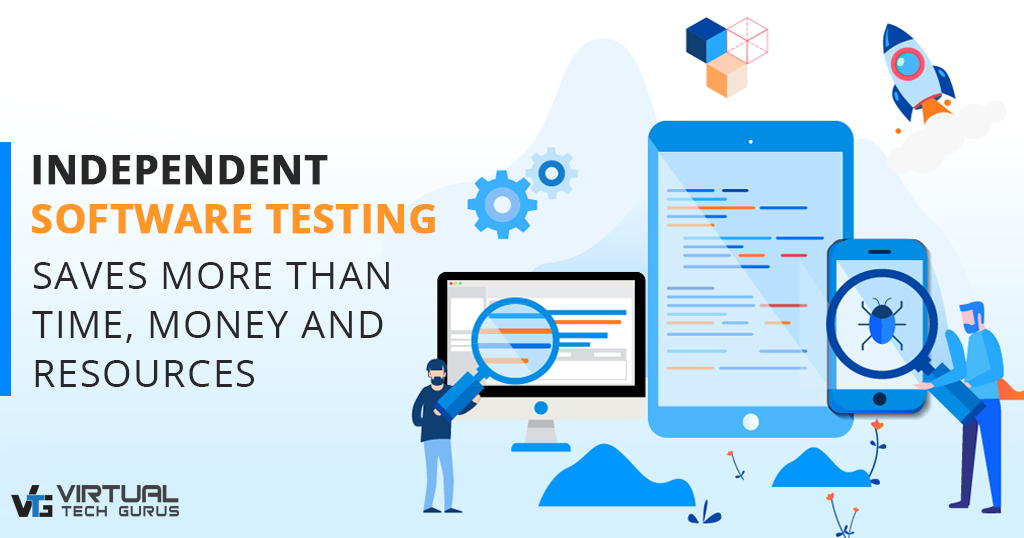 INDEPENDENT
SOFTWARE TESTING
SAVES MORE THAN
TIME, MONEY AND
RESOURCES
VTG VIRTUAL
TECH GURUS